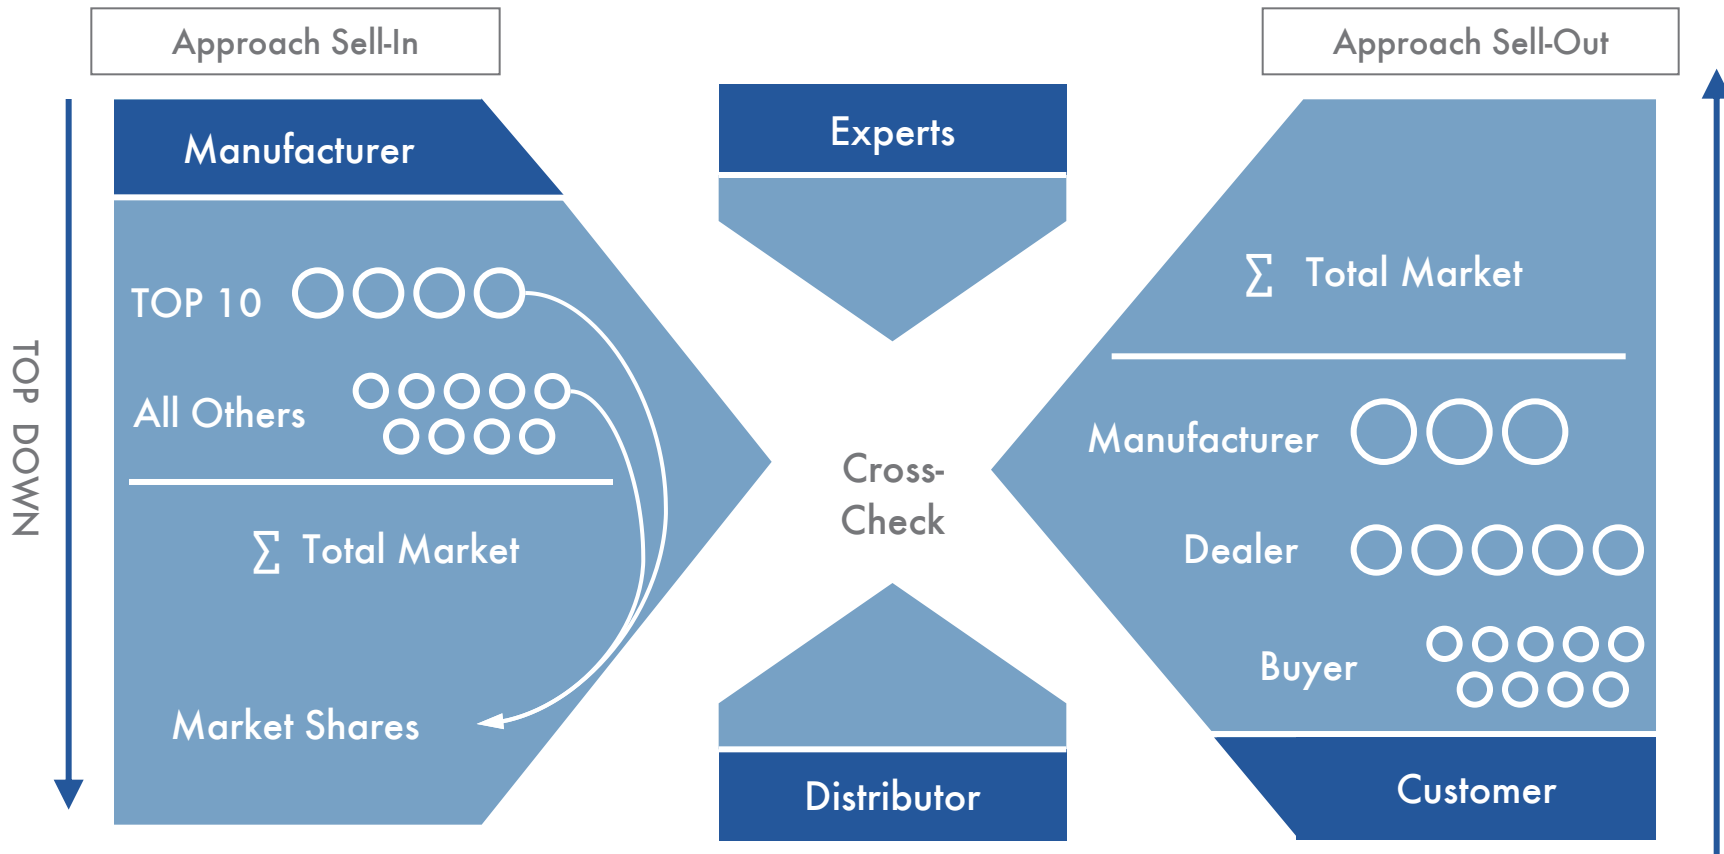 Approach Sell-In
Manufacturer
TOP 10
All Others
∑ Total Market
Market Shares
TOP DOWN
Experts
Cross-
Check
Distributor
Approach Sell-Out
∑ Total Market
Manufacturer
Dealer
Buyer
Customer